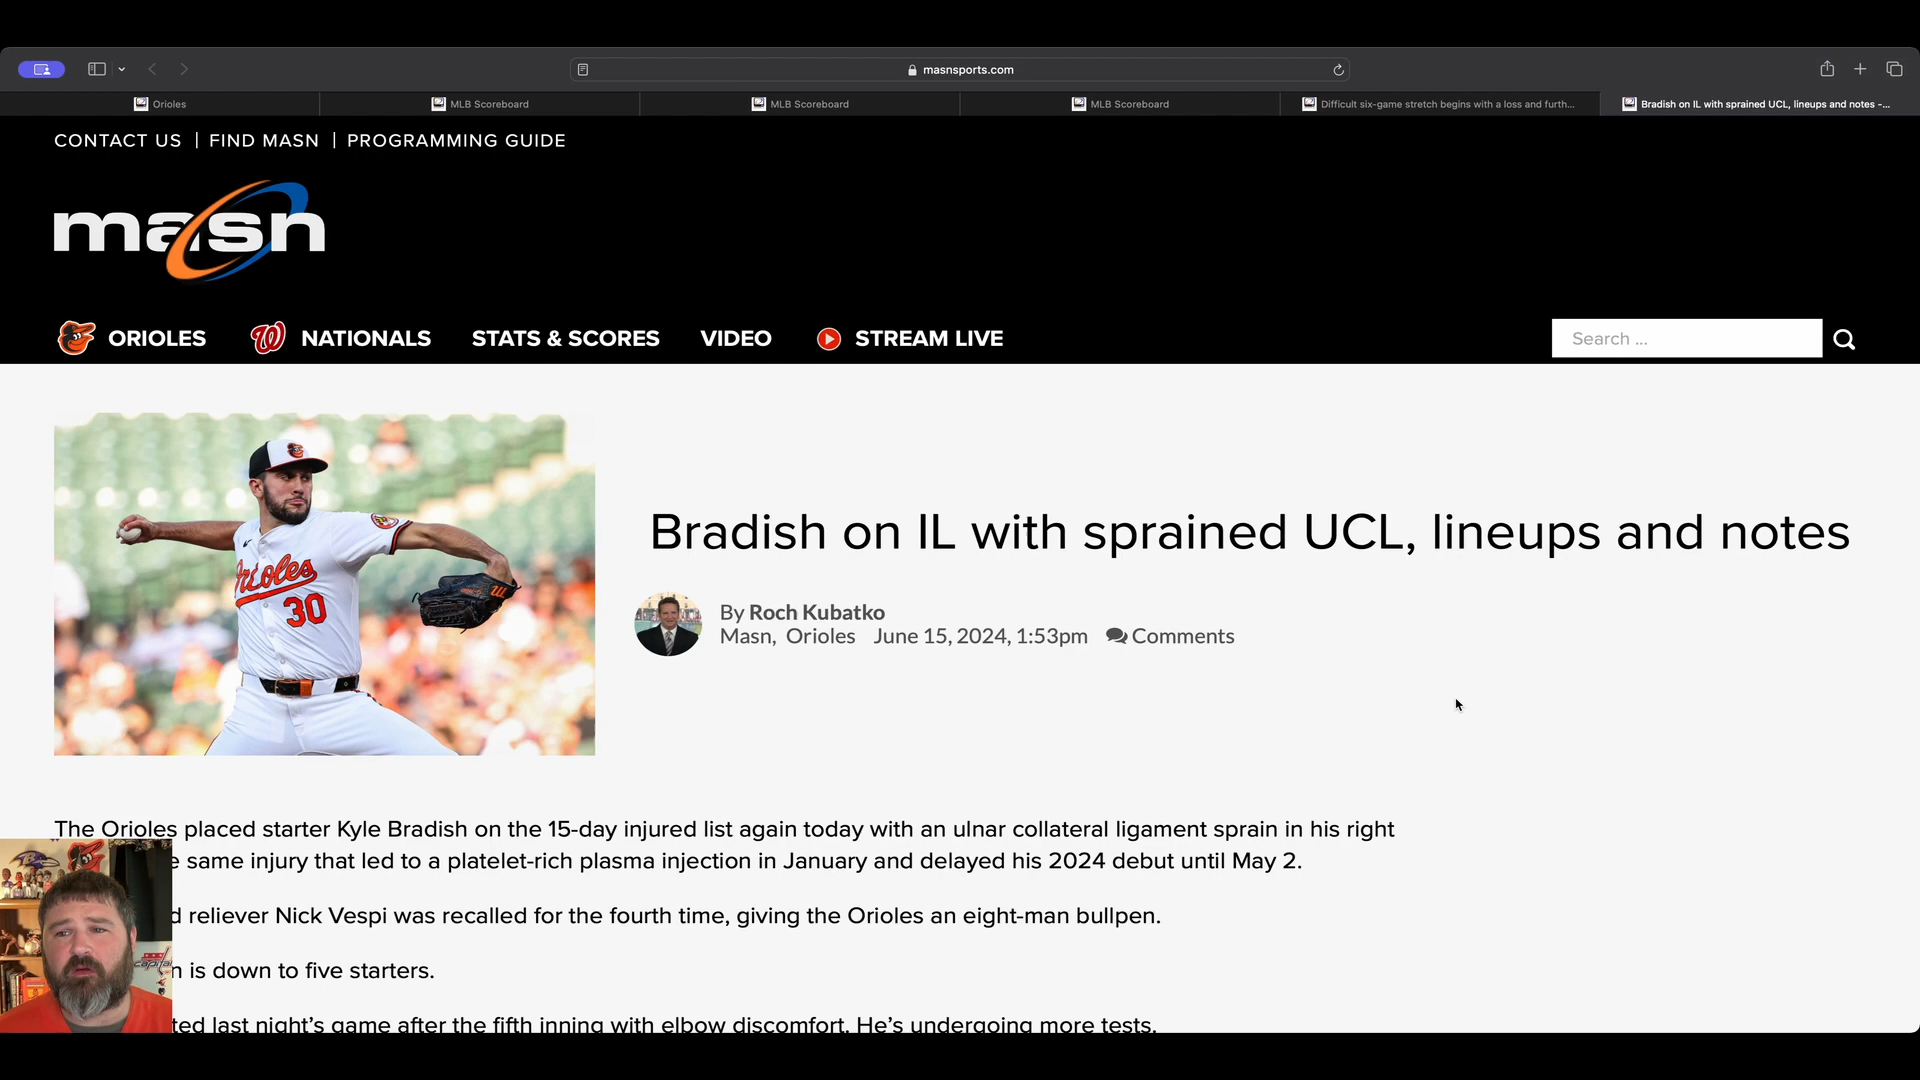 masnsports.com
Orioles
MLB Scoreboard
MLB Scoreboard
MLB Scoreboard
Difficult six-game stretch begins with a loss and furth...
Bradish on IL with sprained UCL, lineups and notes -...
CONTACT US | FIND MASN | PROGRAMMING GUIDE
masn
ORIOLES
W
NATIONALS
STATS & SCORES
VIDEO
STREAM LIVE
Search ...
Orioles
30
Bradish on IL with sprained UCL, lineups and notes
By Roch Kubatko
Masn, Orioles June 15, 2024, 1:53pm Comments
The Orioles placed starter Kyle Bradish on the 15-day injured list again today with an ulnar collateral ligament sprain in his right
same injury that led to a platelet-rich plasma injection in January and delayed his 2024 debut until May 2.
reliever Nick Vespi was recalled for the fourth time, giving the Orioles an eight-man bullpen.
is down to five starters.
last night's game after the fifth inning with elbow discomfort. He's undergoing more tests.